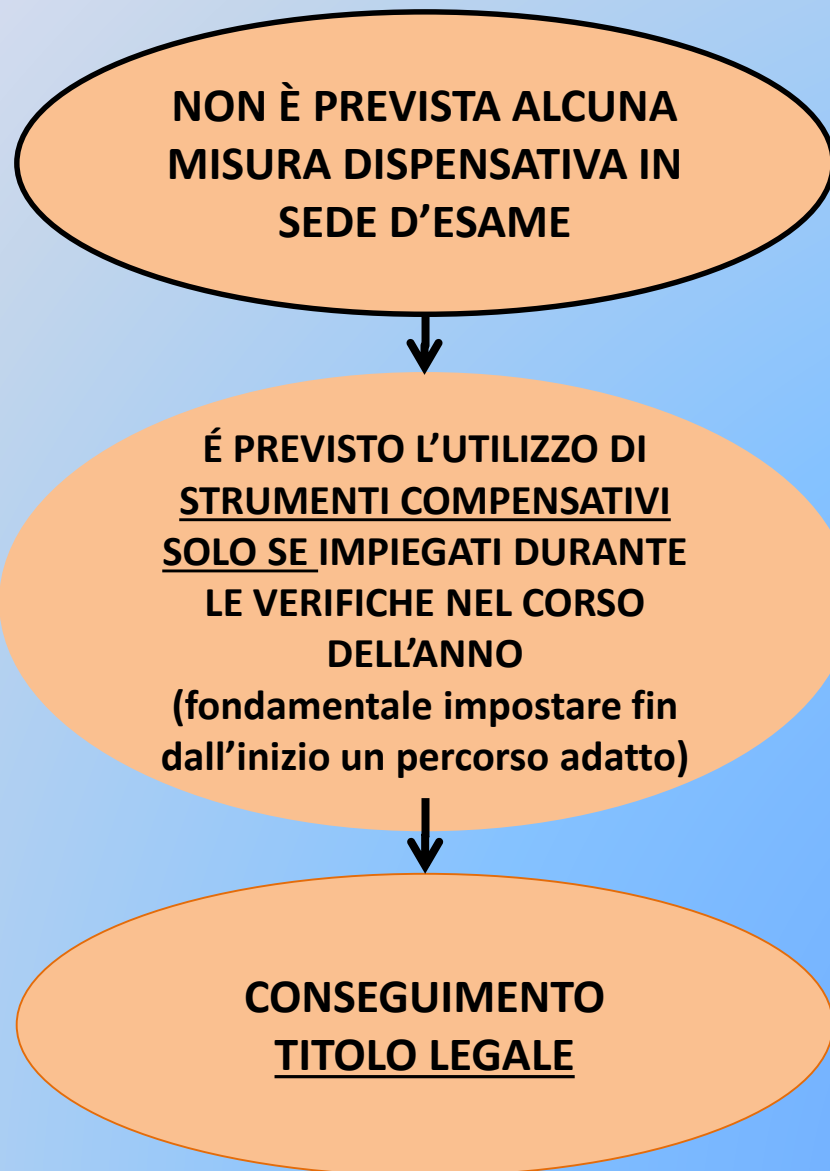 NON È PREVISTA ALCUNA
MISURA DISPENSATIVA IN
SEDE D’ESAME
É PREVISTO L’UTILIZZO DI
STRUMENTI COMPENSATIVI
SOLO SE IMPIEGATI DURANTE
LE VERIFICHE NEL CORSO
DELL’ANNO
(fondamentale impostare fin
dall’inizio un percorso adatto)
CONSEGUIMENTO
TITOLO LEGALE